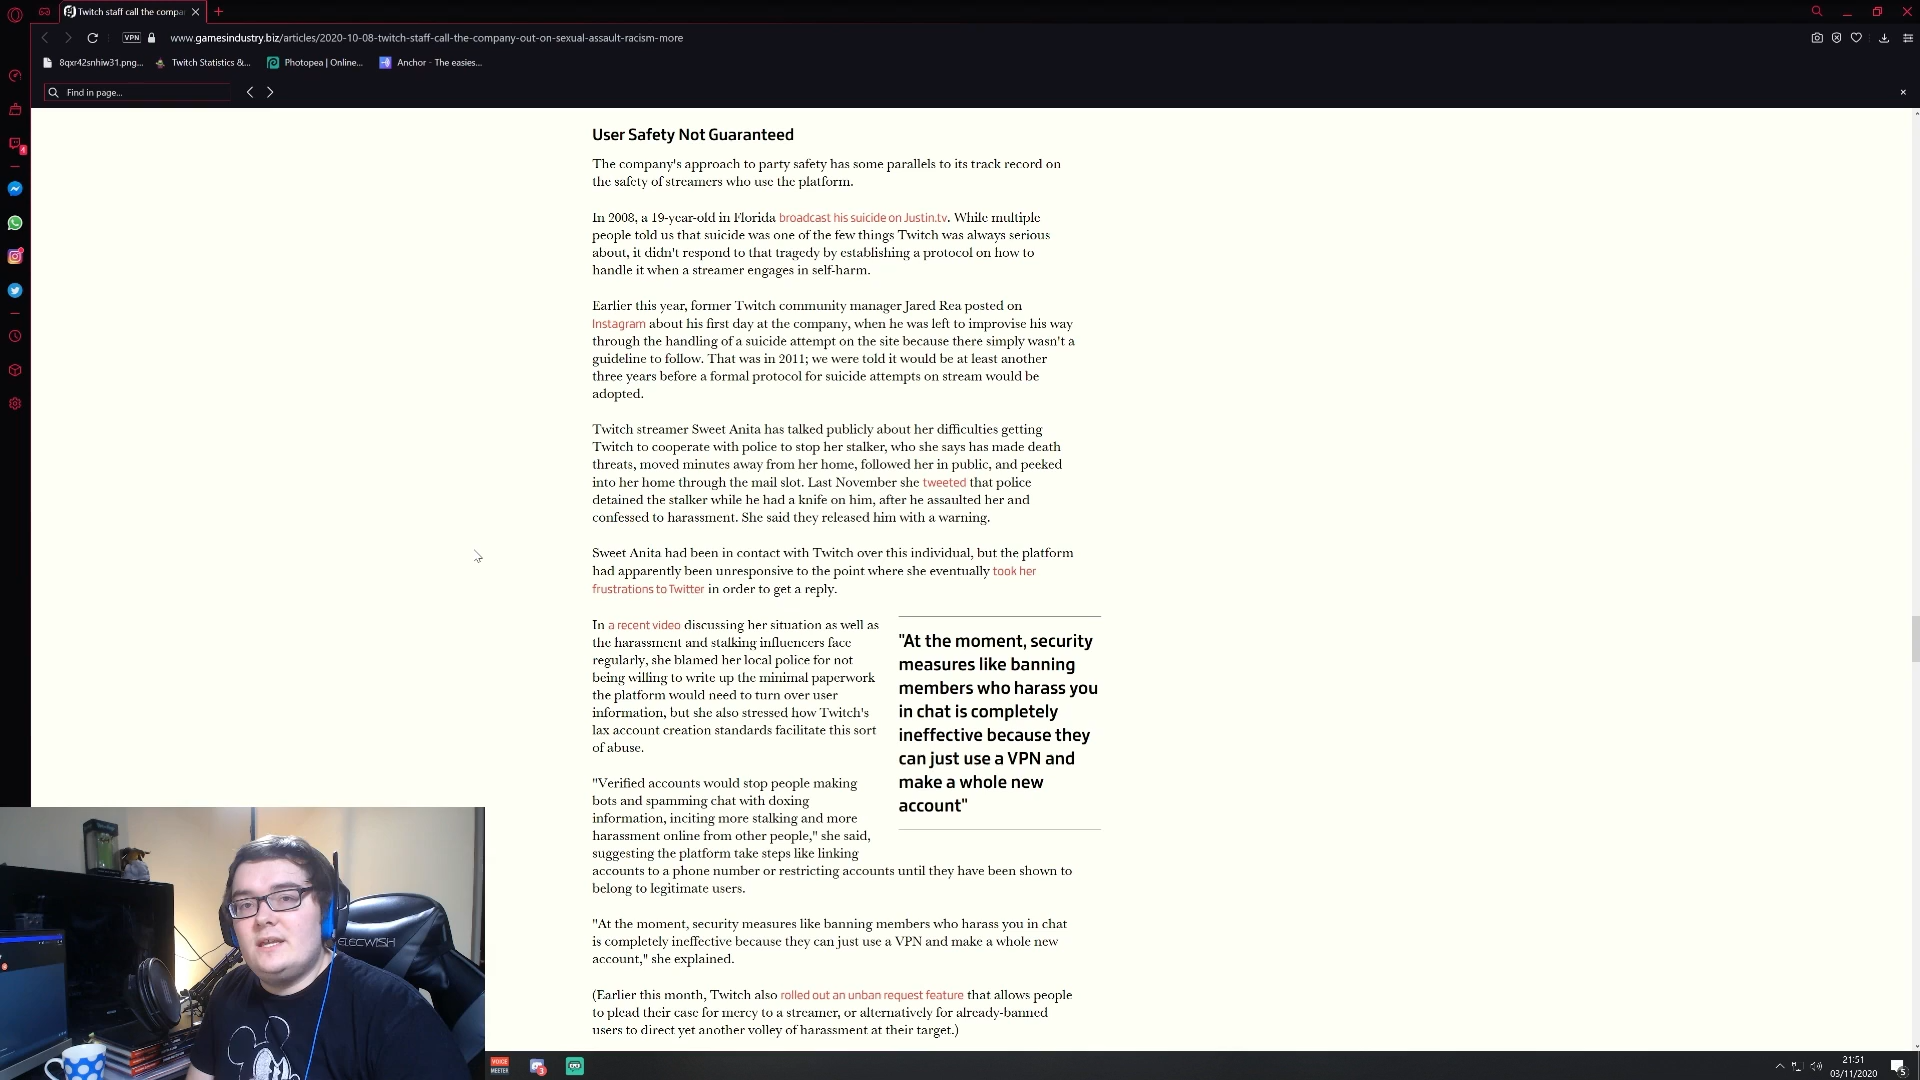 Twitch staff call the compa
VPN
www.gamesindustry.biz/articles/2020-10-08-twitch-staff-call-the-company-out-on-sexual-assault-racism-more
8qxr42snhiw31.png...
Twitch Statistics &...
Photopea | Online...
Anchor - The easies...
Find in page...
User Safety Not Guaranteed
The company's approach to party safety has some parallels to its track record on
the safety of streamers who use the platform.
In 2008, a 19-year-old in Florida broadcast his suicide on Justin.tv. While multiple
people told us that suicide was one of the few things Twitch was always serious
about, it didn't respond to that tragedy by establishing a protocol on how to
handle it when a streamer engages in self-harm.
Earlier this year, former Twitch community manager Jared Rea posted on
Instagram about his first day at the company, when he was left to improvise his way
through the handling of a suicide attempt on the site because there simply wasn't a
guideline to follow. That was in 2011; we were told it would be at least another
three years before a formal protocol for suicide attempts on stream would be
adopted.
Twitch streamer Sweet Anita has talked publicly about her difficulties getting
Twitch to cooperate with police to stop her stalker, who she says has made death
threats, moved minutes away from her home, followed her in public, and peeked
into her home through the mail slot. Last November she tweeted that police
detained the stalker while he had a knife on him, after he assaulted her and
confessed to harassment. She said they released him with a warning.
Sweet Anita had been in contact with Twitch over this individual, but the platform
had apparently been unresponsive to the point where she eventually took her
frustrations to Twitter in order to get a reply.
In a recent video discussing her situation as well as
the harassment and stalking influencers face
regularly, she blamed her local police for not
being willing to write up the minimal paperwork
the platform would need to turn over user
information, but she also stressed how Twitch's
lax account creation standards facilitate this sort
of abuse.
"At the moment, security
measures like banning
members who harass you
in chat is completely
ineffective because they
can just use a VPN and
make a whole new
account"
"Verified accounts would stop people making
bots and spamming chat with doxing
information, inciting more stalking and more
harassment online from other people," she said,
suggesting the platform take steps like linking
accounts to a phone number or restricting accounts until they have been shown to
belong to legitimate users.
"At the moment, security measures like banning members who harass you in chat
is completely ineffective because they can just use a VPN and make a whole new
account," she explained.
(Earlier this month, Twitch also rolled out an unban request feature that allows people
to plead their case for mercy to a streamer, or alternatively for already-banned
users to direct yet another volley of harassment at their target.)
ELECWISH
VOICE
MEETER
21:51
03/11/2020